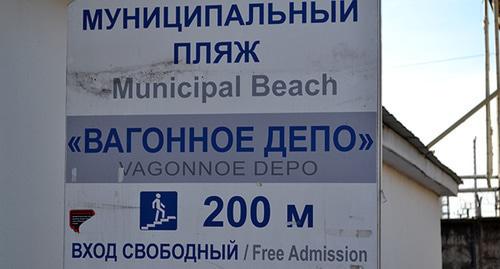 МУНИЦИПАЛЬНЫЙ
ПЛЯЖ
Municipal Beach
«ВАГОННОЕ ДЕПО»
VAGONNOE DEPO
200 м
ВХОД СВОБОДНЫЙ / Free Admission